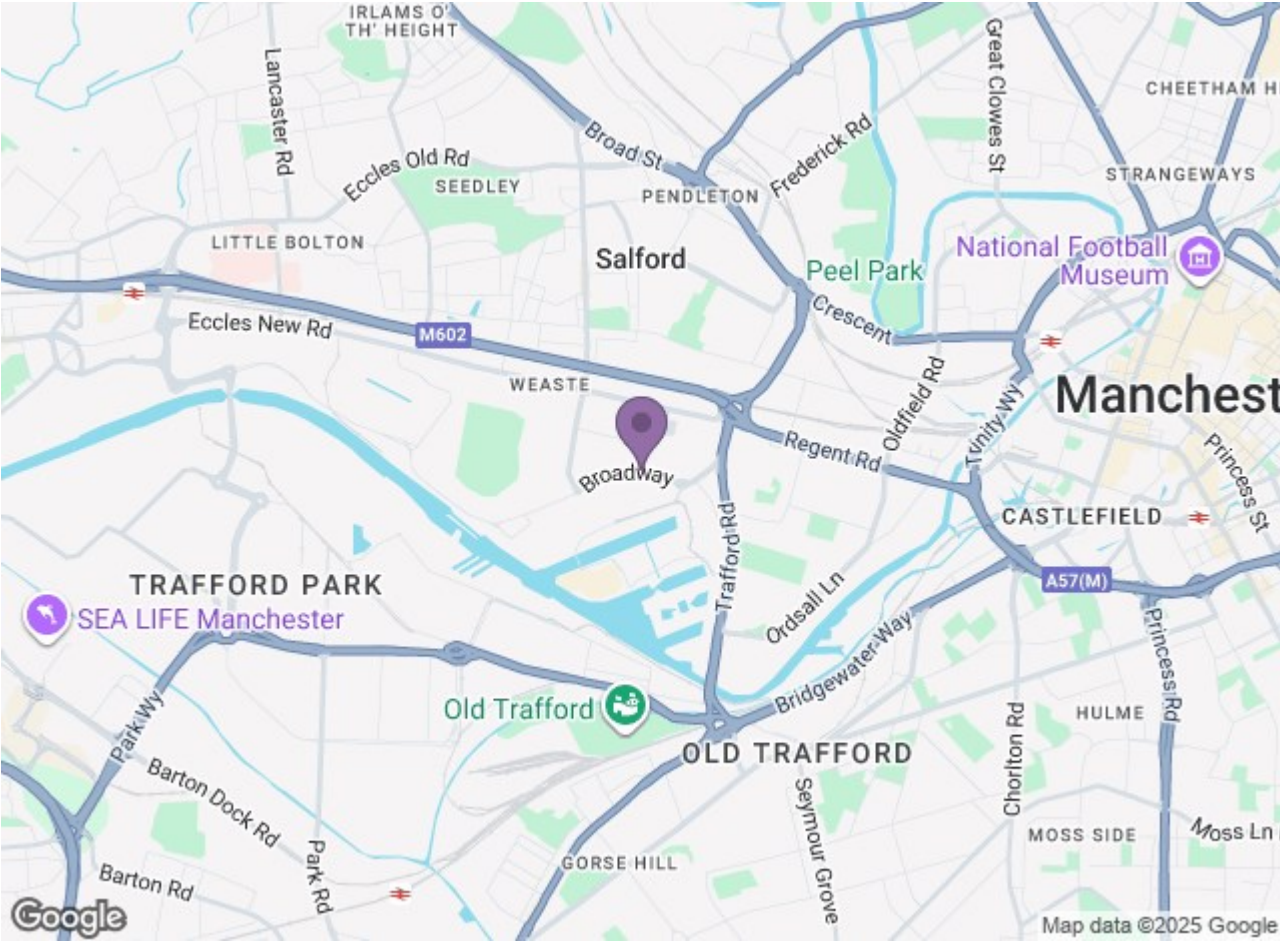 IRLAMS O'
TH' HEIGHT
Lancaster Rd
Great Clowes St
CHEETHAM H
Broad St
Frederick Rd
Eccles Old Rd
SEEDLEY
PENDLETON
STRANGEWAYS
LITTLE BOLTON
Salford
Peel Park
National Football
Museum
Crescent
Eccles New Rd
M602
WEASTE
Oldfield Rd
Manchest
Trinity Wy
Regent Rd
Princess St
Broadway
Trafford Rd
CASTLEFIELD
TRAFFORD PARK
A57(M)
SEA LIFE Manchester
Ordsall Ln
Bridgewater Way
Princess Rd
Old Trafford
HULME
Park Wy
OLD TRAFFORD
Chorlton Rd
Barton Dock Rd
Seymour Grove
MOSS SIDE
Moss Ln
Park Rd
GORSE HILL
Barton Rd
Google
Map data ©2025 Google